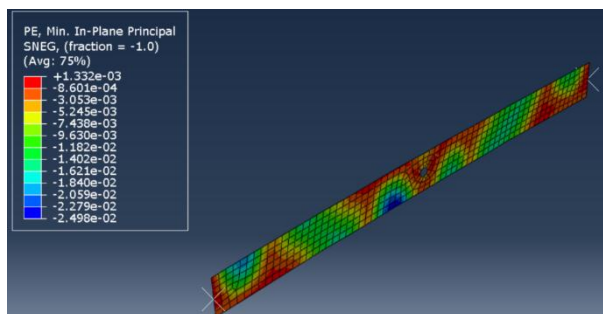 PE, Min. In-Plane Principal
SNEG, (fraction = -1.0)
(Avg: 75%)
+1.332e-03
-8.601e-04
-3.053e-03
-5.245e-03
-7.438e-03
-9.630e-03
-1.182e-02
-1.402e-02
-1.621e-02
-1.840e-02
-2.059e-02
-2.279e-02
-2.498e-02